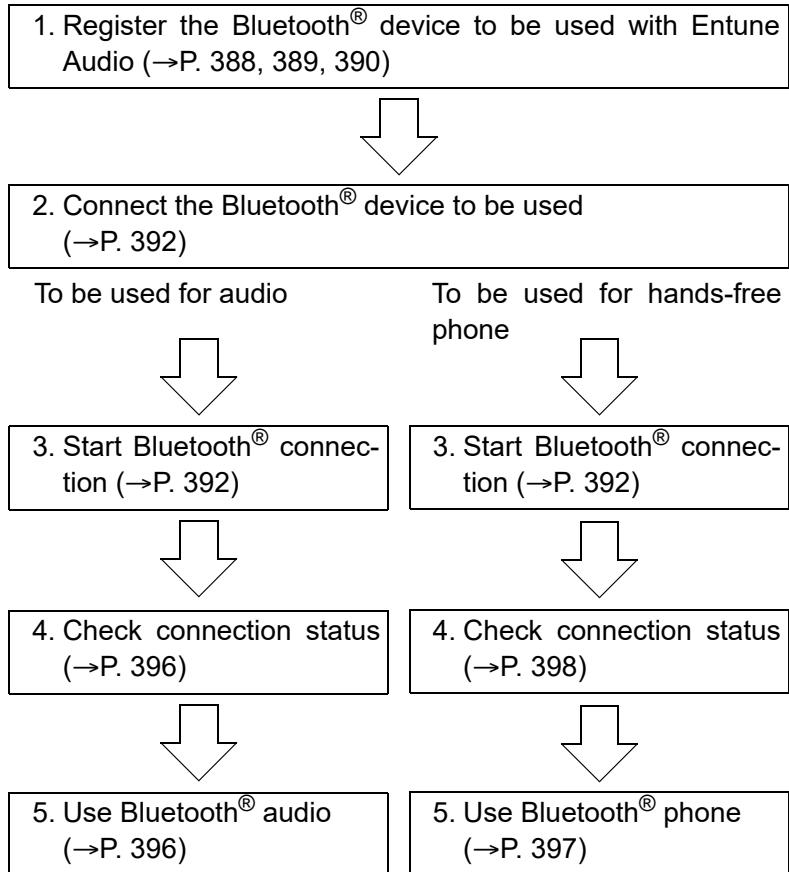 1. Register the Bluetooth® device to be used with Entune
Audio (→P. 388, 389, 390)
2. Connect the Bluetooth® device to be used
(→P. 392)
To be used for audio
To be used for hands-free
phone
3. Start Bluetooth® connec-
tion (→P. 392)
3. Start Bluetooth® connec-
tion (→P. 392)
4. Check connection status
(→P. 396)
4. Check connection status
(→P. 398)
5. Use Bluetooth® audio
(→P. 396)
5. Use Bluetooth® phone
(→P. 397)